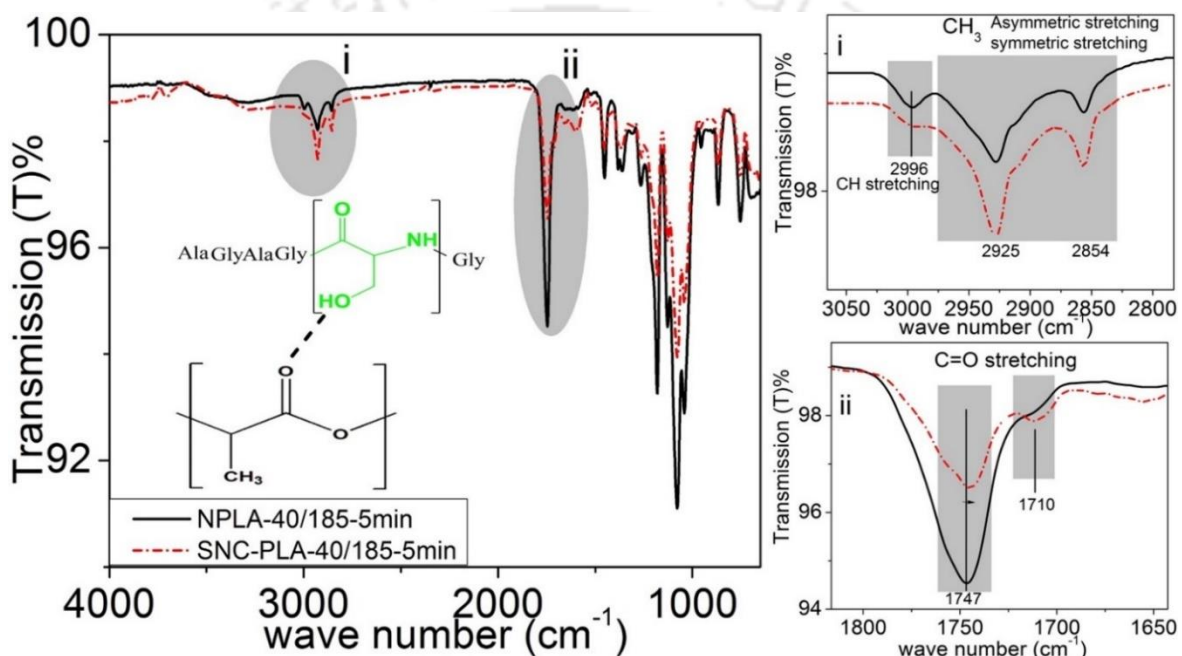 100
96
92
Transmission (T)%
4000
3000
2000
1000
wave number (cm⁻¹)
i
ii
O
AlaGlyAlaGly
NH
Gly
HO
O
O
CH₃
NPLA-40/185-5min
SNC-PLA-40/185-5min
i
CH₃ Asymmetric stretching
symmetric stretching
2996
CH stretching
2925
2854
98
Transmission (T)%
3050
3000
2950
2900
2850
2800
wave number (cm⁻¹)
C=O stretching
ii
1747
1710
98
96
94
Transmission (T)%
1800
1750
1700
1650
wave number (cm⁻¹)